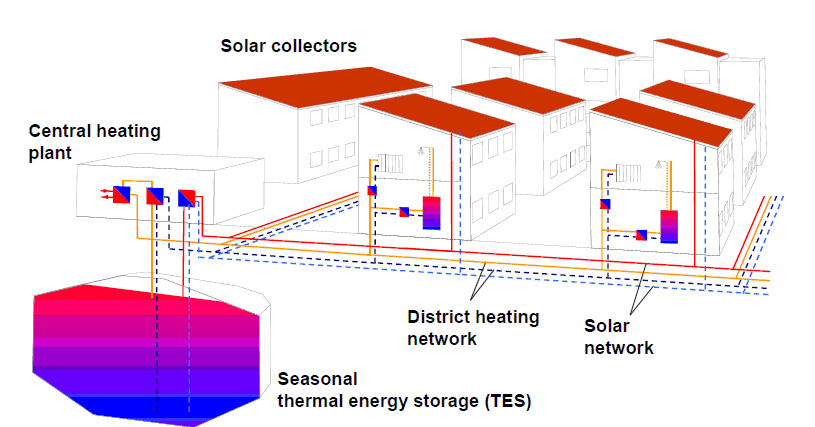 Solar collectors
Central heating
plant
District heating
network
Solar
network
Seasonal
thermal energy storage (TES)